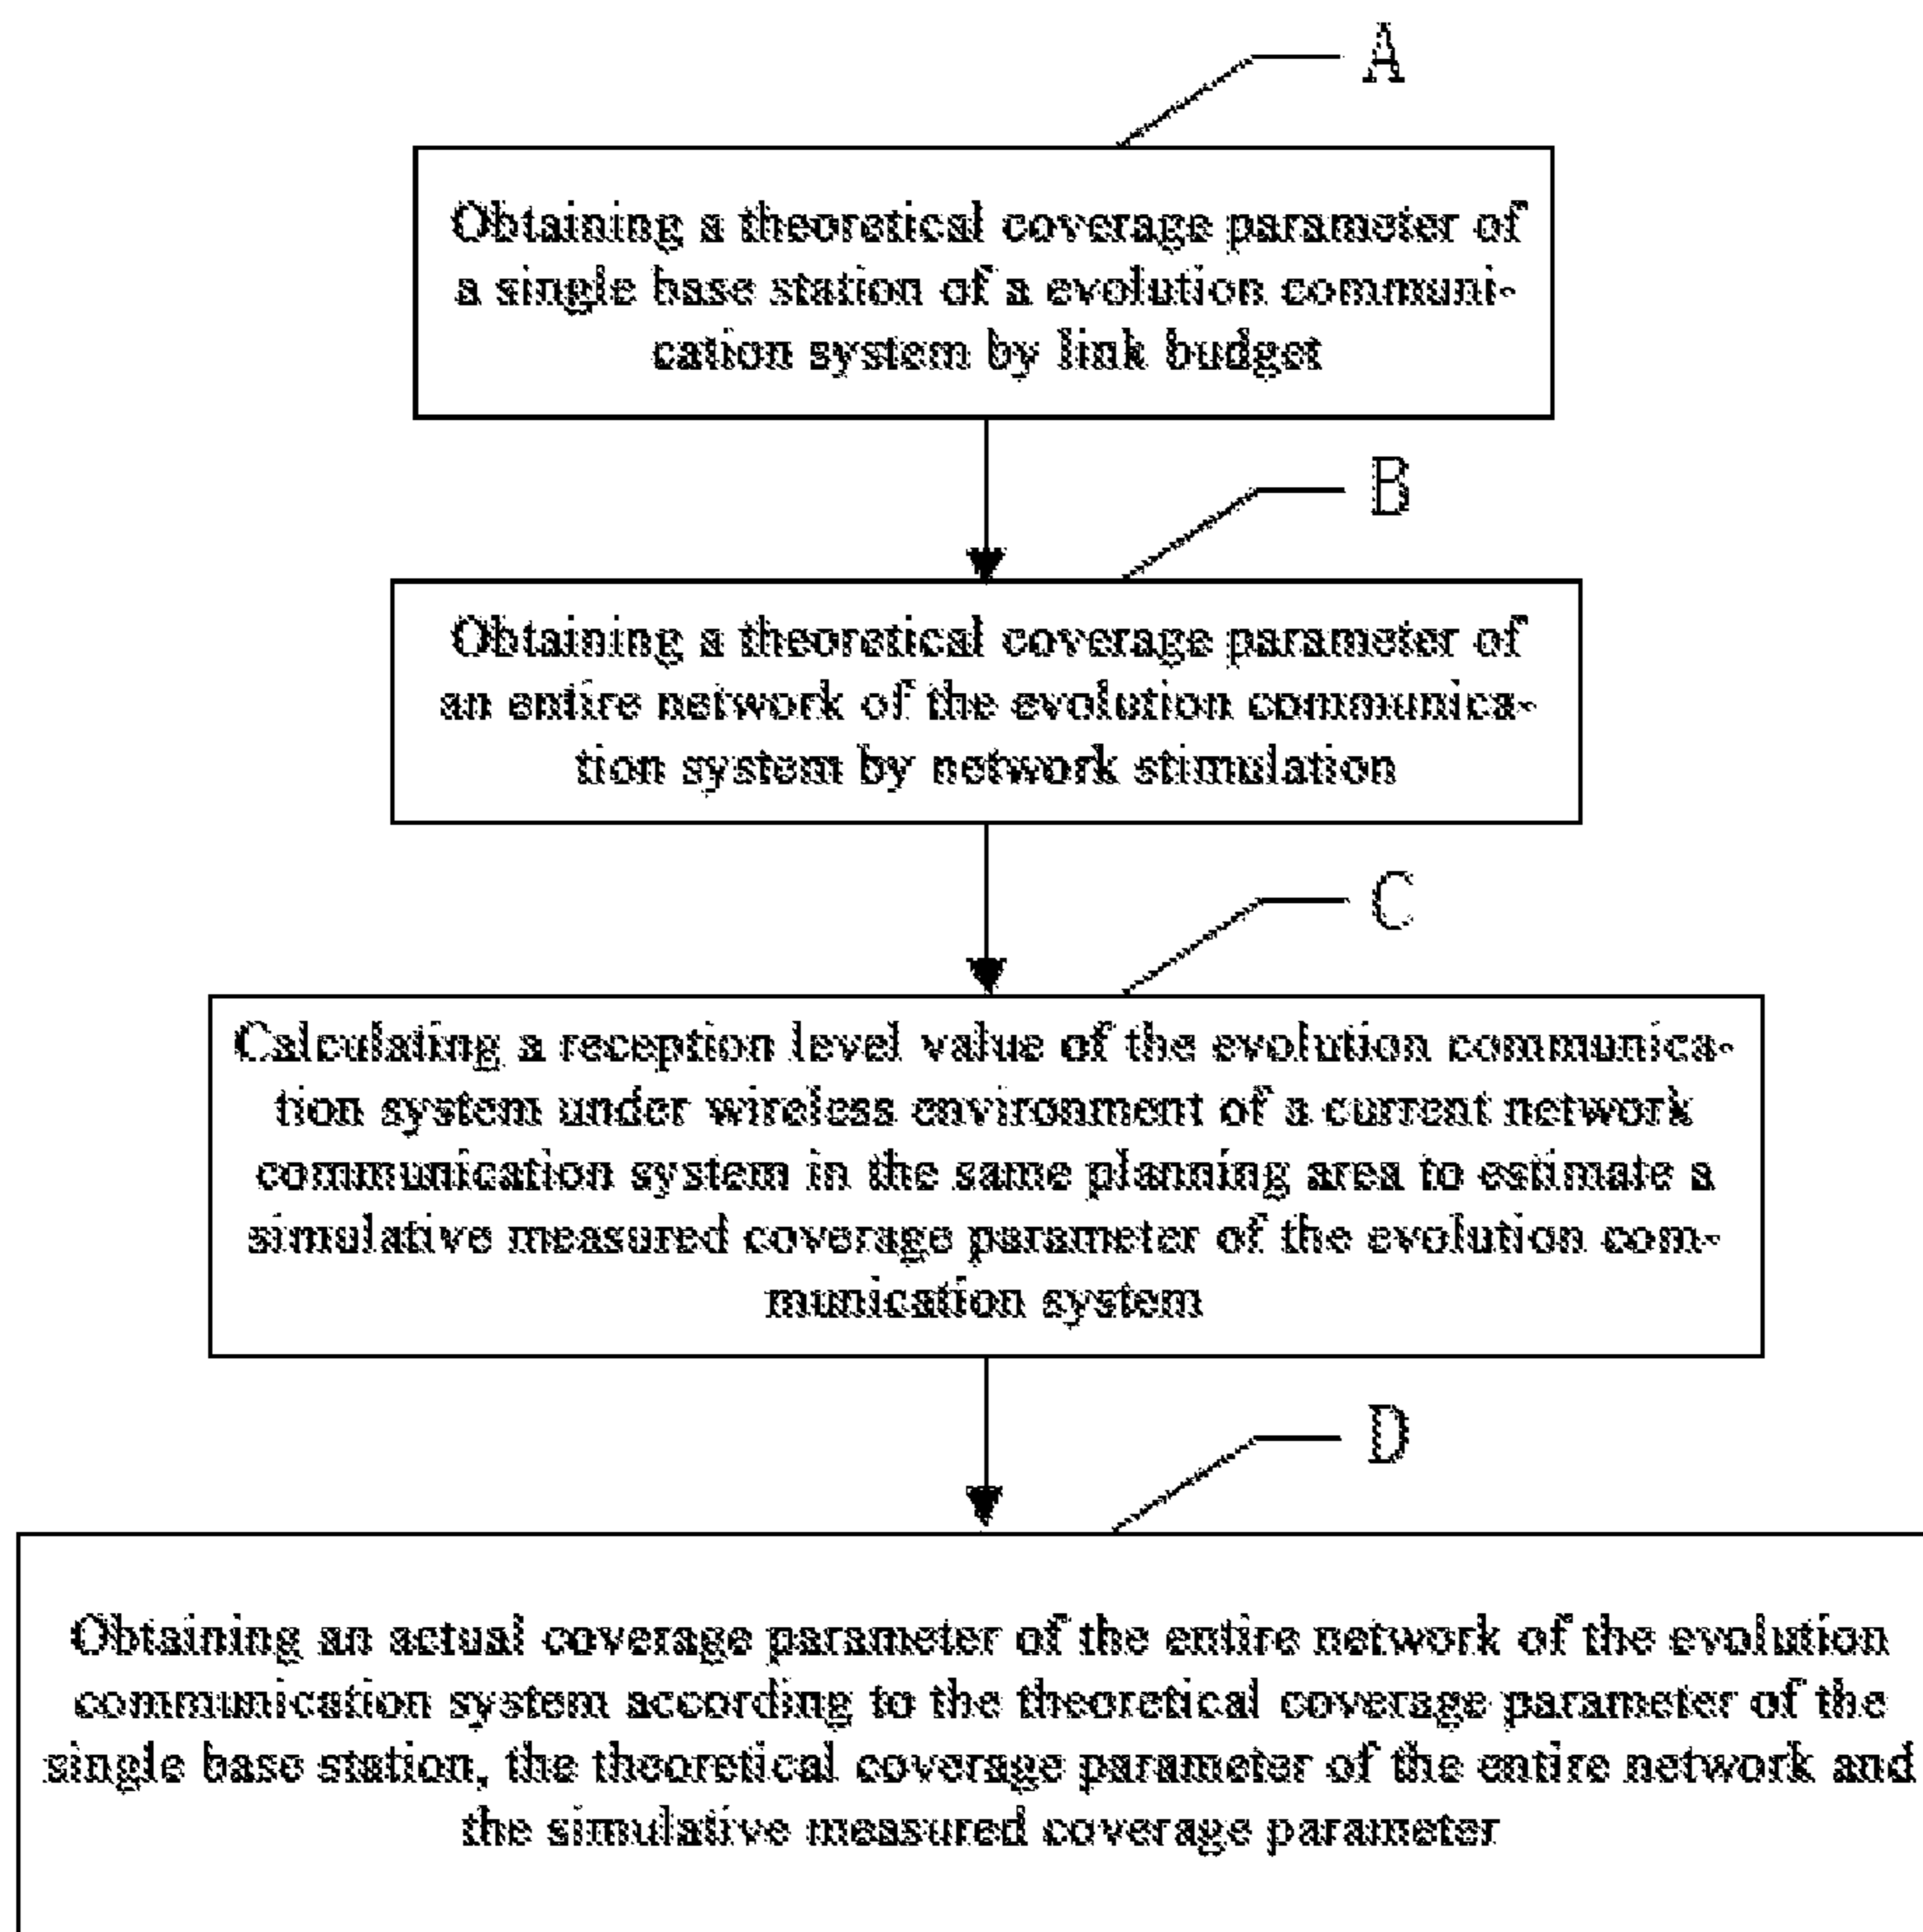 A
Obtaining a theoretical coverage parameter of
a single base station of a evolution communi-
cation system by link budget
B
Obtaining a theoretical coverage parameter of
an entire network of the evolution communica-
tion system by network stimulation
C
Calculating a reception level value of the evolution communica-
tion system under wireless environment of a current network
communication system in the same planning area to estimate a
simulative measured coverage parameter of the evolution com-
munication system
D
Obtaining an actual coverage parameter of the entire network of the evolution
communication system according to the theoretical coverage parameter of the
single base station, the theoretical coverage parameter of the entire network and
the simulative measured coverage parameter